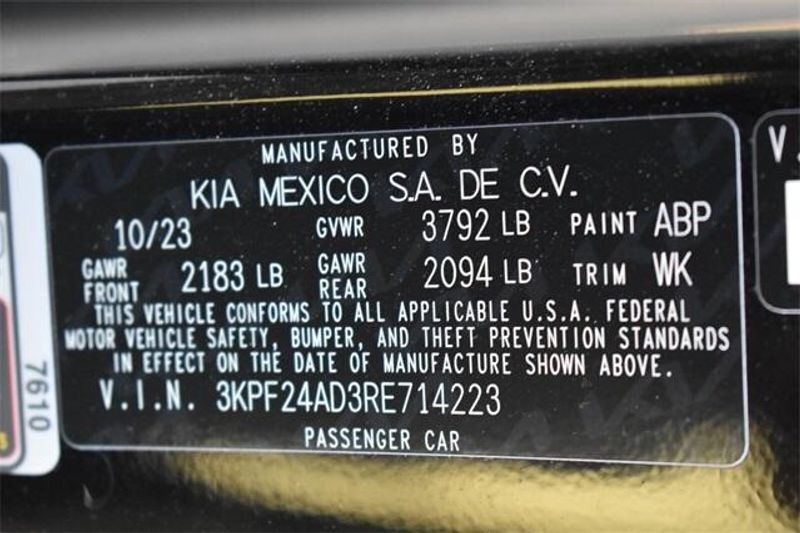 MANUFACTURED BY
KIA MEXICO S.A. DE C.V.
10/23 GVWR 3792 LB PAINT ABP
GAWR FRONT 2183 LB GAWR REAR 2094 LB TRIM WK
THIS VEHICLE CONFORMS TO ALL APPLICABLE U.S.A. FEDERAL
MOTOR VEHICLE SAFETY, BUMPER, AND THEFT PREVENTION STANDARDS
IN EFFECT ON THE DATE OF MANUFACTURE SHOWN ABOVE.
V.I.N. 3KPF24AD3RE714223
PASSENGER CAR
7610
V.